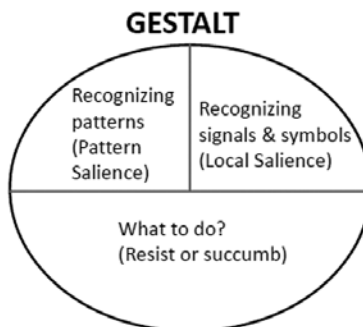 GESTALT
Recognizing
patterns
(Pattern
Salience)
Recognizing
signals & symbols
(Local Salience)
What to do?
(Resist or succumb)